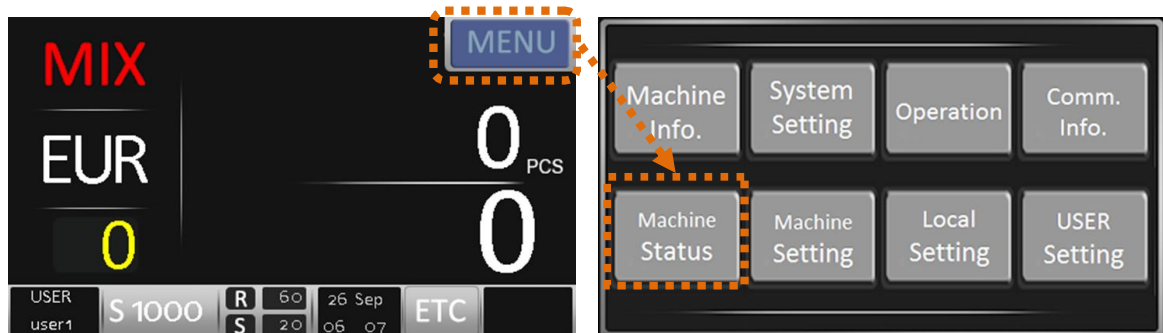 MIX
MENU
EUR
0 PCS
0
0
USER
user1
S 1000
R 60
S 20
26 Sep
06 07
ETC
Machine
Info.
System
Setting
Operation
Comm.
Info.
Machine
Status
Machine
Setting
Local
Setting
USER
Setting